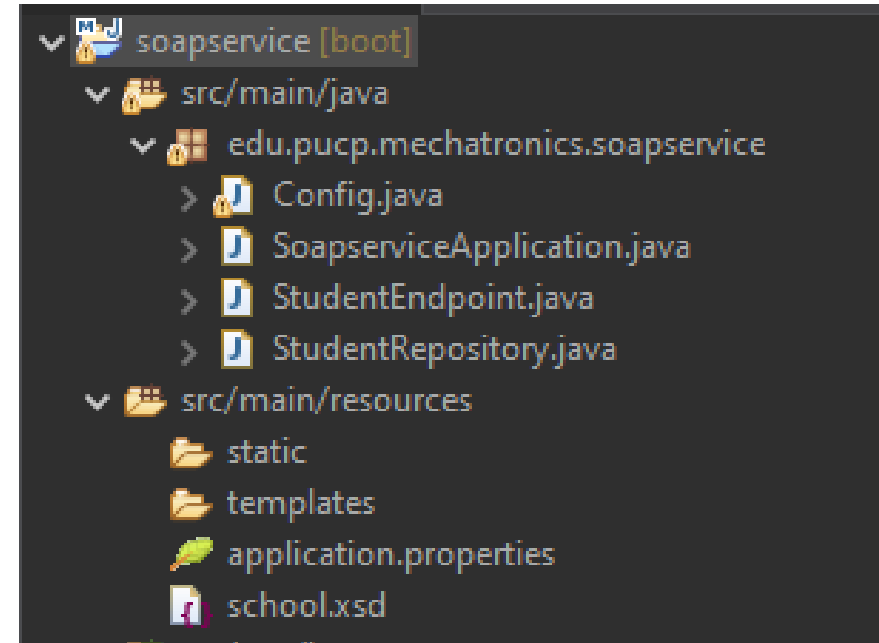 soapservice [boot]
src/main/java
edu.pucp.mechatronics.soapservice
Config.java
SoapserviceApplication.java
StudentEndpoint.java
StudentRepository.java
src/main/resources
static
templates
application.properties
school.xsd